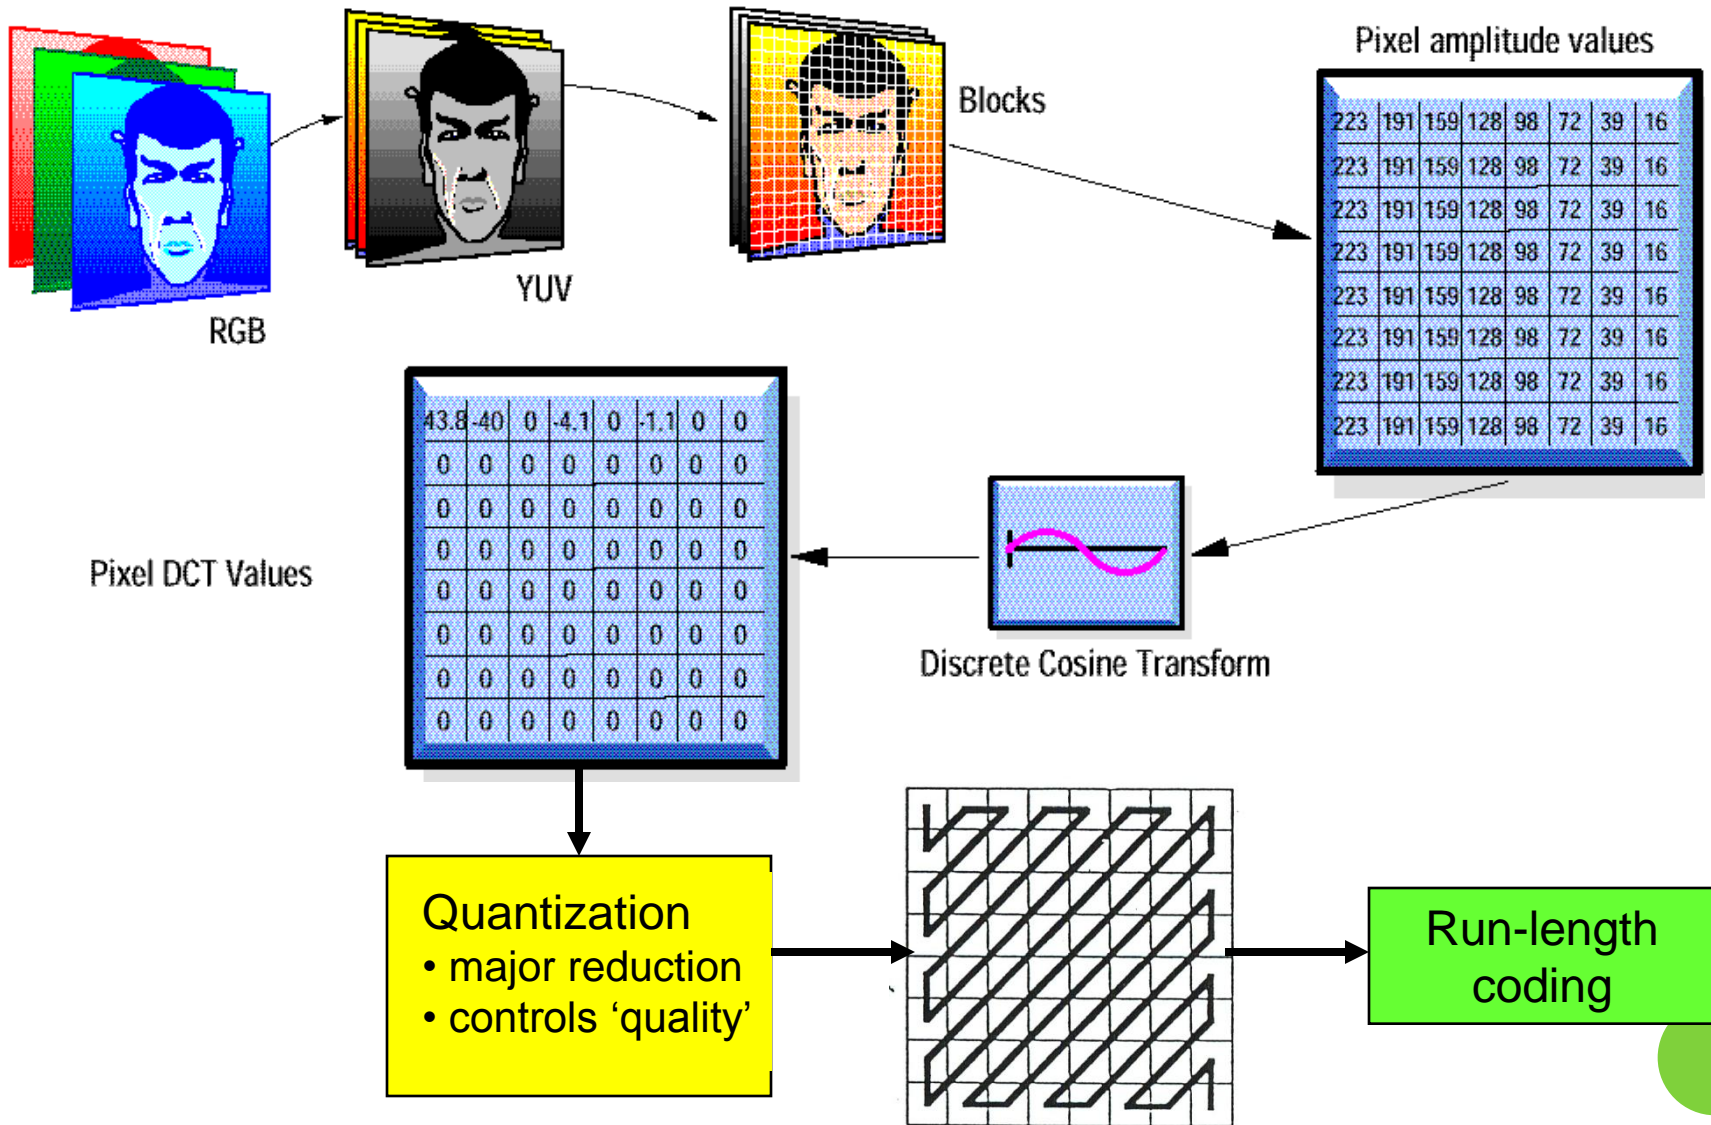 RGB
YUV
Blocks
Pixel amplitude values
223 191 159 128 98 72 39 16
223 191 159 128 98 72 39 16
223 191 159 128 98 72 39 16
223 191 159 128 98 72 39 16
223 191 159 128 98 72 39 16
223 191 159 128 98 72 39 16
223 191 159 128 98 72 39 16
223 191 159 128 98 72 39 16
Discrete Cosine Transform
Pixel DCT Values
43.8 -40 0 -4.1 0 -1.1 0 0
0 0 0 0 0 0 0 0
0 0 0 0 0 0 0 0
0 0 0 0 0 0 0 0
0 0 0 0 0 0 0 0
0 0 0 0 0 0 0 0
0 0 0 0 0 0 0 0
0 0 0 0 0 0 0 0
Quantization
• major reduction
• controls ‘quality’
Run-length
coding